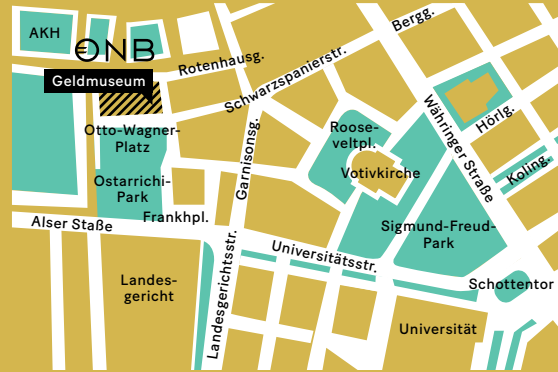 AKH
ONB
Geldmuseum
Rotenhausg.
Bergg.
Schwarzspanierstr.
Otto-Wagner-
Platz
Garnisonsg.
Roose-
veltpl.
Währinger Straße
Hörlg.
Votivkirche
Koling.
Ostarrichi-
Park
Frankhpl.
Alser Staße
Sigmund-Freud-
Park
Universitätsstr.
Landesgerichtsstr.
Landes-
gericht
Schottentor
Universität